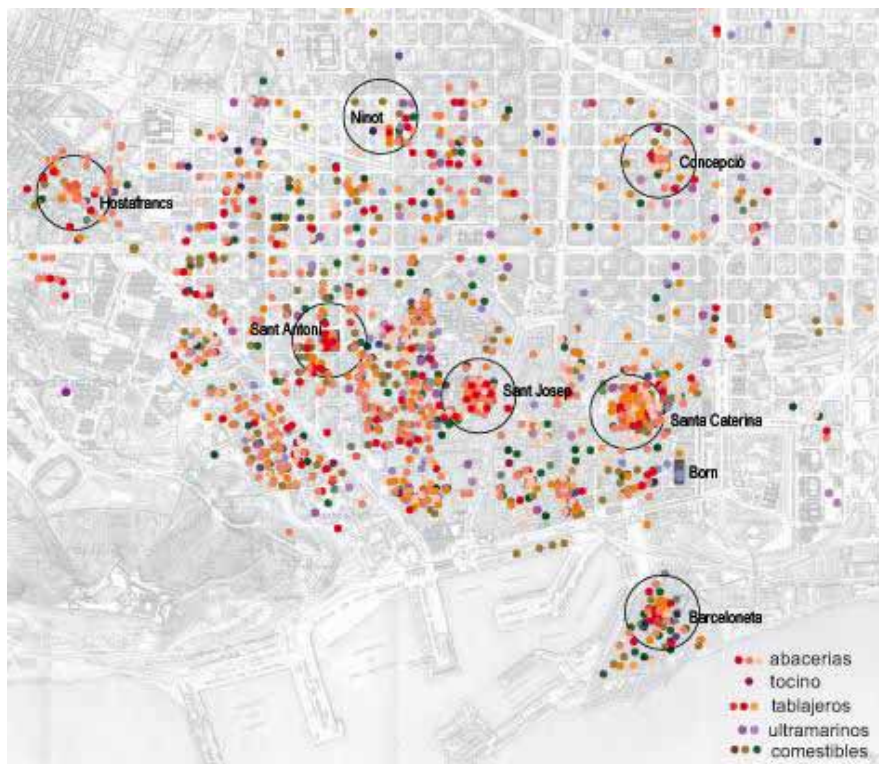 Ninot
Concepció
Hostafrancs
Sant Antoni
Sant Josep
Santa Caterina
Born
Barceloneta
abacerias
tocino
tablajeros
ultramarinos
comestibles